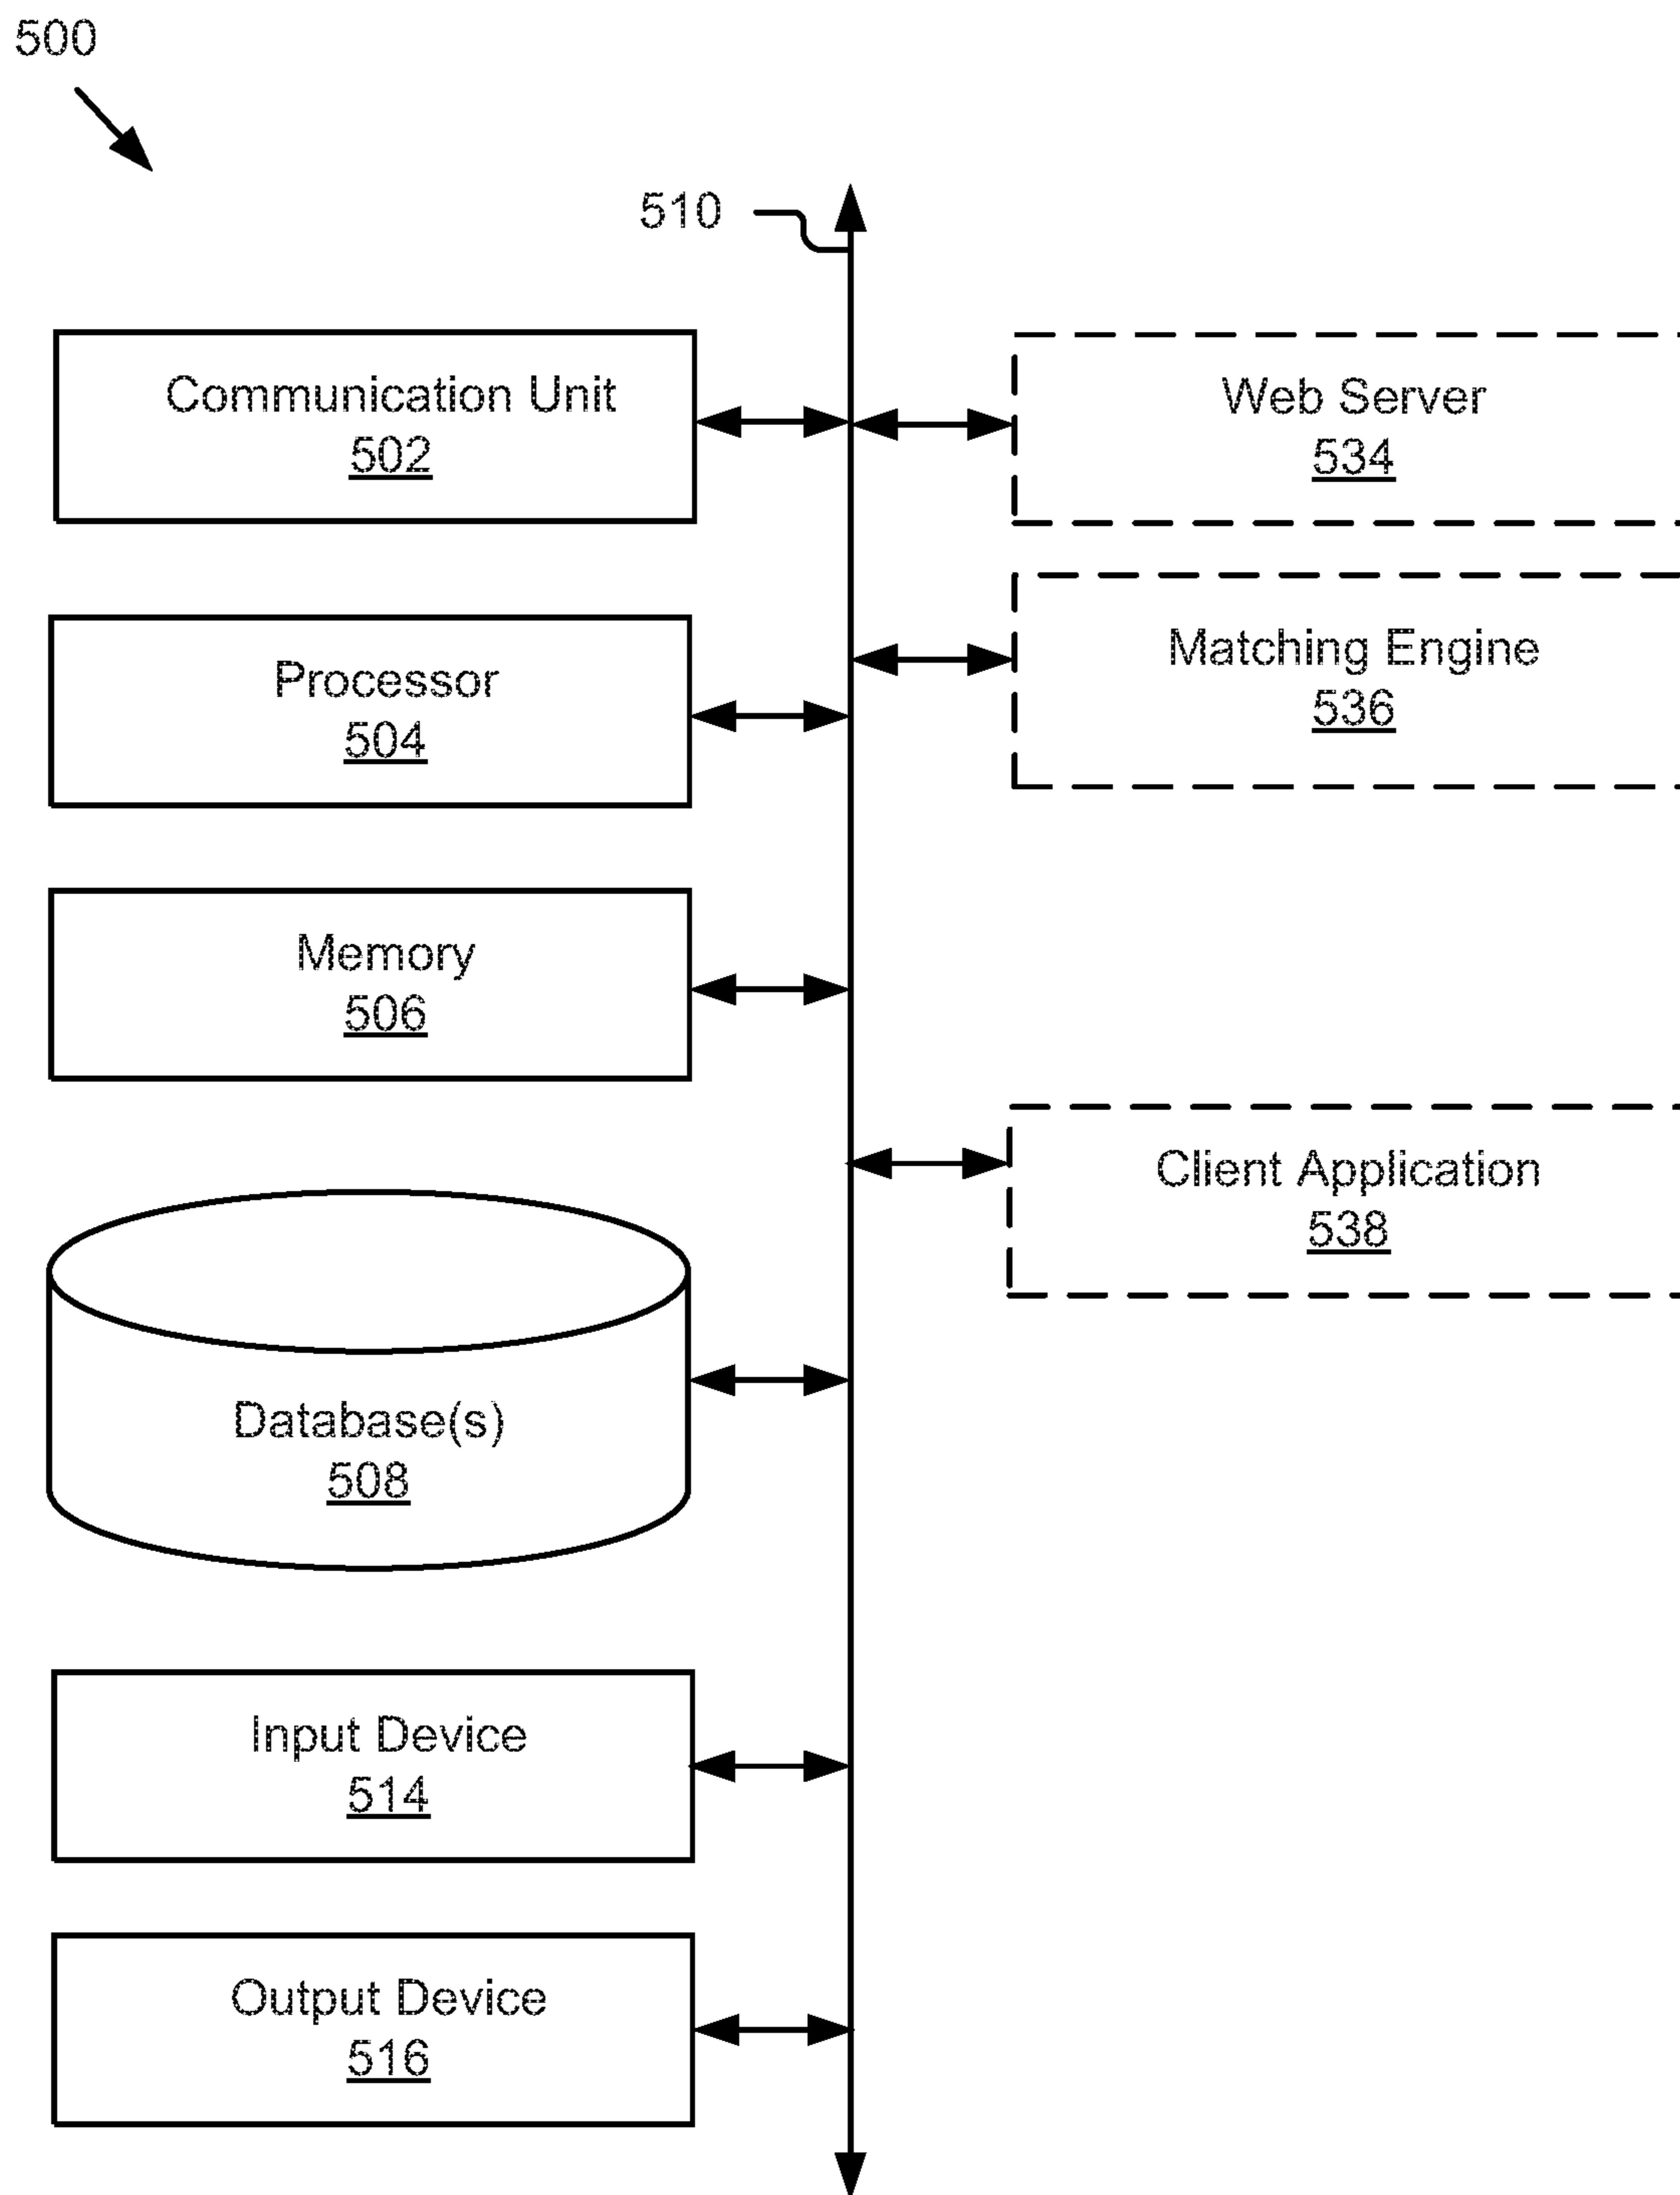 500
510
Communication Unit
502
Web Server
534
Processor
504
Matching Engine
536
Memory
506
Client Application
538
Database(s)
508
Input Device
514
Output Device
516